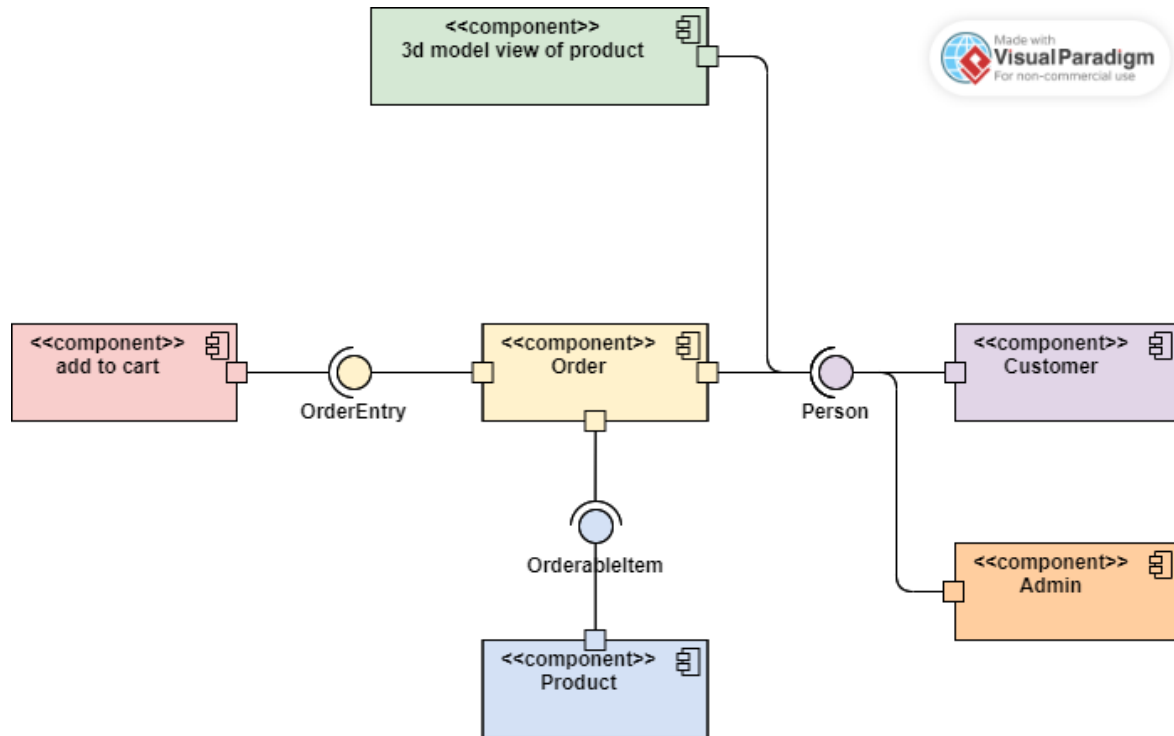 <<component>>
3d model view of product
Made with
Visual Paradigm
For non-commercial use
<<component>>
add to cart
OrderEntry
<<component>>
Order
Person
<<component>>
Customer
OrderableItem
<<component>>
Admin
<<component>>
Product